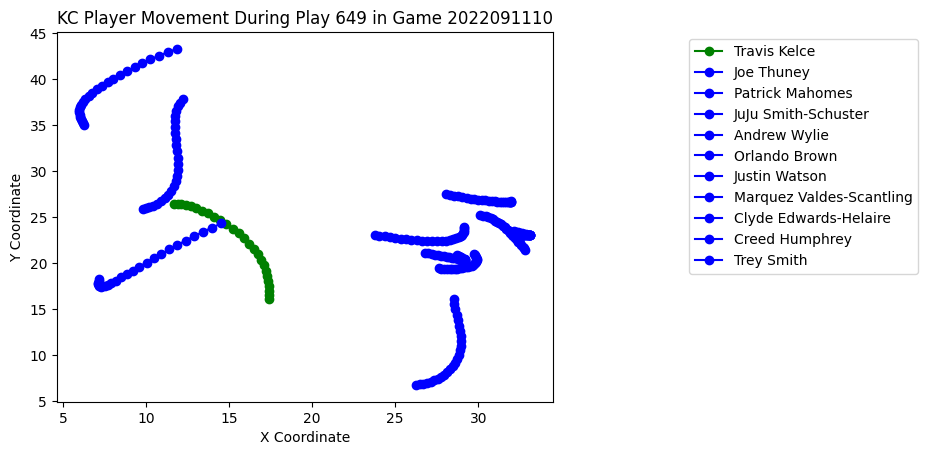 KC Player Movement During Play 649 in Game 2022091110
45
40
35
30
25
20
15
10
5
Y Coordinate
5 10 15 20 25 30
X Coordinate
Travis Kelce
Joe Thuney
Patrick Mahomes
JuJu Smith-Schuster
Andrew Wylie
Orlando Brown
Justin Watson
Marquez Valdes-Scantling
Clyde Edwards-Helaire
Creed Humphrey
Trey Smith